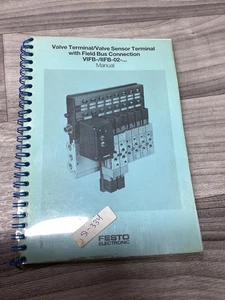 Valve Terminal/Valve Sensor Terminal
with Field Bus Connection
VIFB-/IIFB-02-...
Manual
FESTO
ELECTRONIC